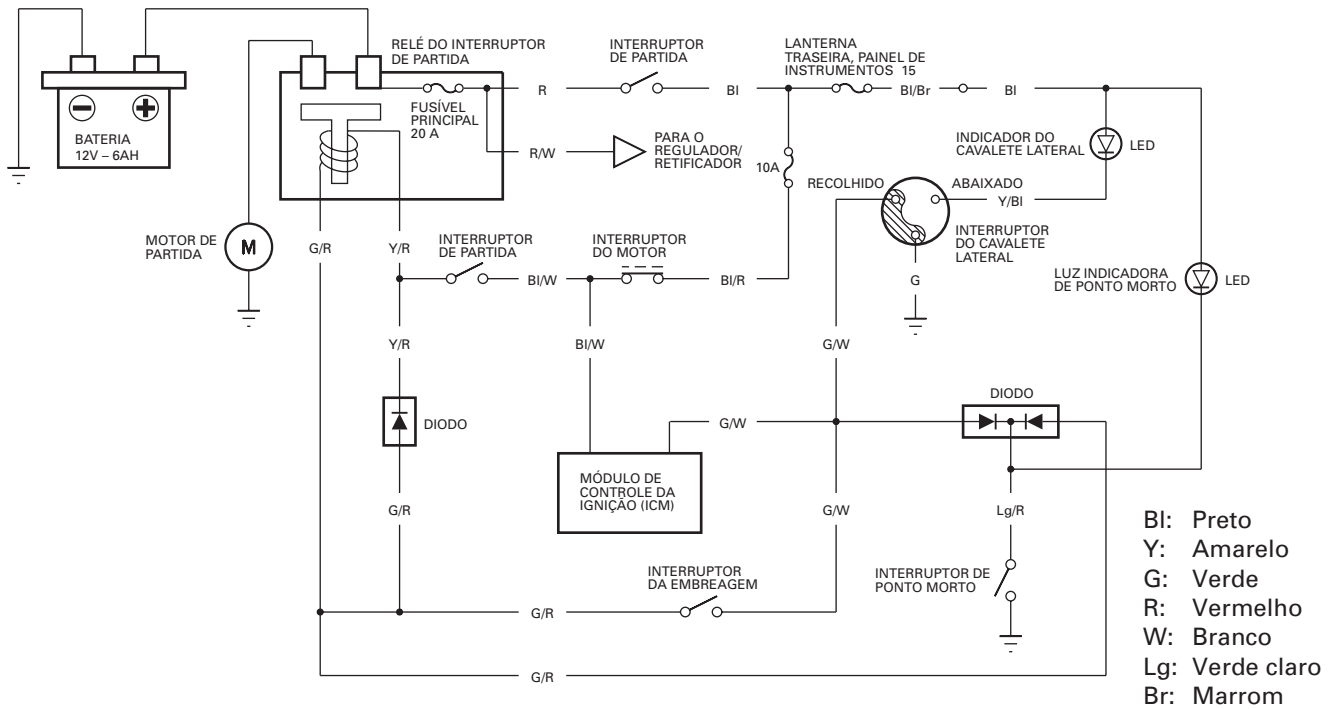 RELÉ DO INTERRUPTOR
DE PARTIDA
INTERRUPTOR
DE PARTIDA
LANTERNA
TRASEIRA, PAINEL DE
INSTRUMENTOS 15
R
Bl
Bl/Br
Bl
FUSÍVEL
PRINCIPAL
20 A
BATERIA
12V – 6AH
R/W
PARA O
REGULADOR/
RETIFICADOR
10A
INDICADOR DO
CAVALETE LATERAL
LED
RECOLHIDO
ABAIXADO
Y/Bl
INTERRUPTOR
DO CAVALETE
LATERAL
MOTOR DE
PARTIDA
M
G/R
Y/R
INTERRUPTOR
DE PARTIDA
INTERRUPTOR
DO MOTOR
Bl/W
Bl/R
G
LUZ INDICADORA
DE PONTO MORTO
LED
Y/R
Bl/W
G/W
DIODO
DIODO
G/W
MÓDULO DE
CONTROLE DA
IGNIÇÃO (ICM)
G/R
G/W
Lg/R
INTERRUPTOR
DA EMBREAGEM
INTERRUPTOR DE
PONTO MORTO
G/R
G/R
Bl: Preto
Y: Amarelo
G: Verde
R: Vermelho
W: Branco
Lg: Verde claro
Br: Marrom